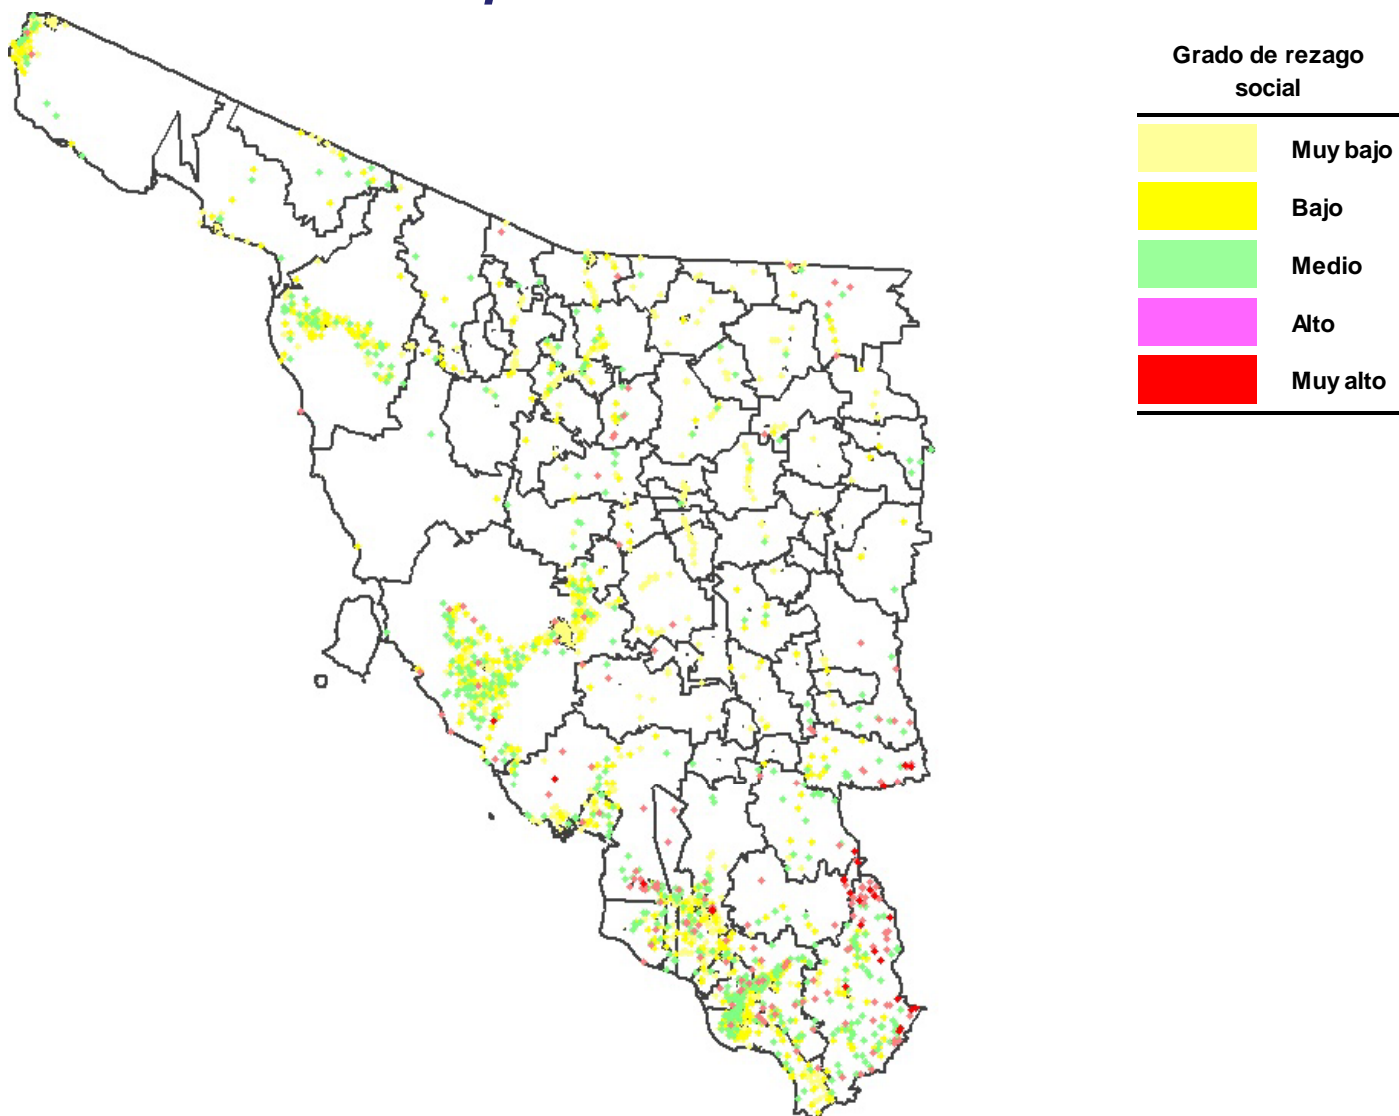 Grado de rezago
social
Muy bajo
Bajo
Medio
Alto
Muy alto